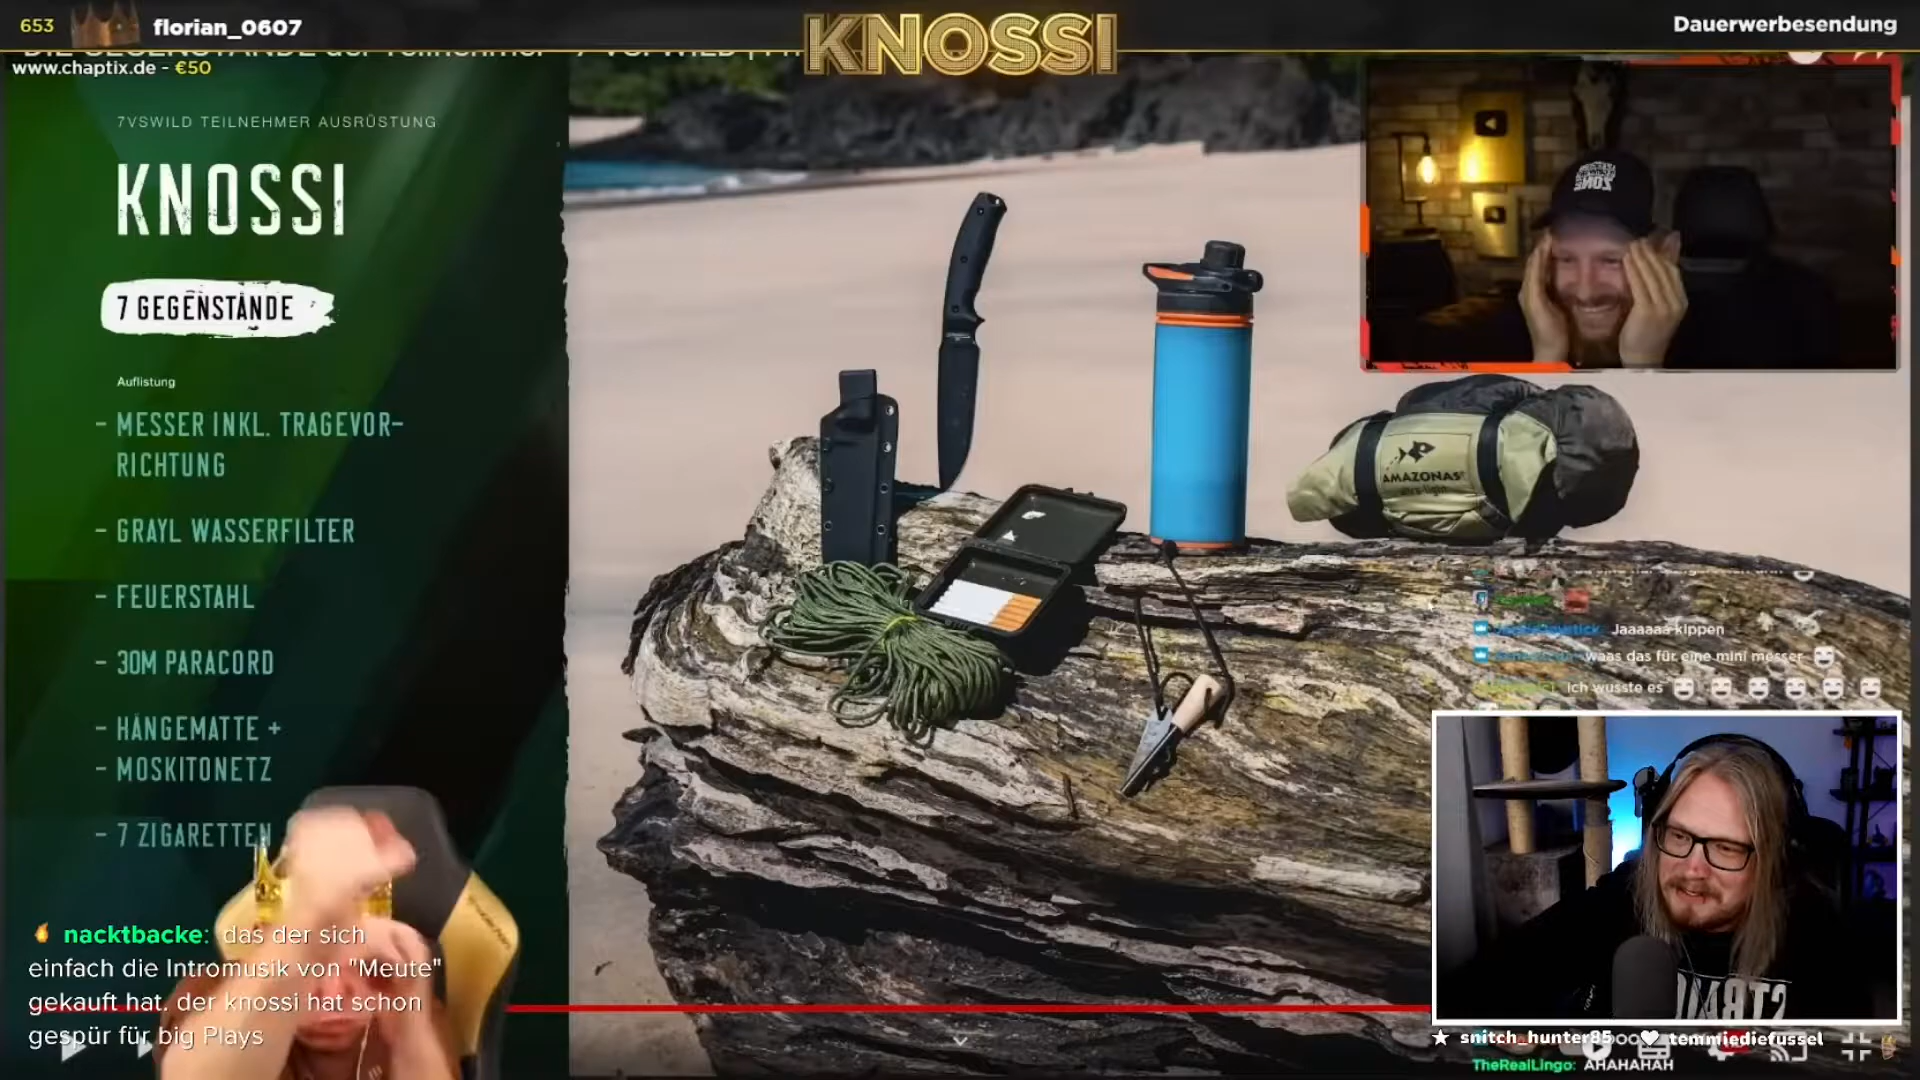 653
florian_0607
KNOSSI
Dauerwerbesendung
www.chaptix.de - €50
7VSWILD TEILNEHMER AUSRÜSTUNG
KNOSSI
7 GEGENSTÄNDE
Auflistung
- MESSER INKL. TRAGEVOR-
RICHTUNG
- GRAYL WASSERFILTER
- FEUERSTAHL
- 30M PARACORD
- HÄNGEMATTE +
- MOSKITONETZ
- 7 ZIGARETTEN
AMAZONAS
ultra-light
ZONE
Jaaaaaa kippen
waas das für eine mini messer
ich wusste es
nacktbacke: das der sich
einfach die Intromusik von "Meute"
gekauft hat. der knossi hat schon
gespür für big Plays
snitch_hunter85
temmiediefussel
TheRealLingo: AHAHAHAH